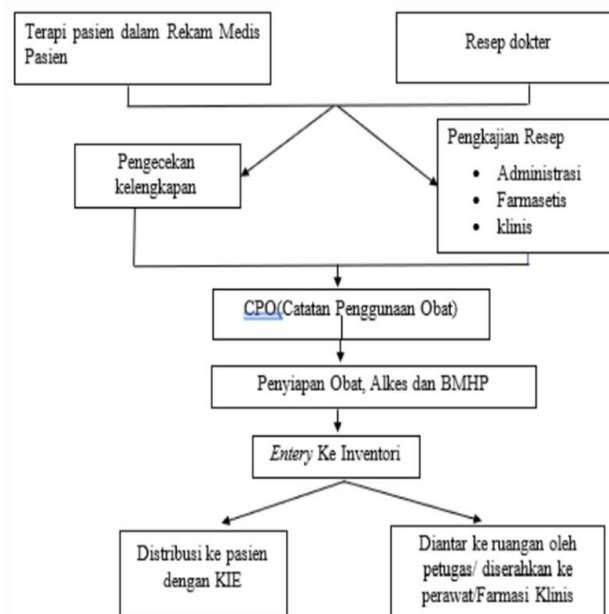 Terapi pasien dalam Rekam Medis
Pasien
Resep dokter
Pengecekan
kelengkapan
Pengkajian Resep
• Administrasi
• Farmasetis
• klinis
CPO(Catatan Penggunaan Obat)
Penyiapan Obat, Alkes dan BMHP
Entery Ke Inventori
Distribusi ke pasien
dengan KIE
Diantar ke ruangan oleh
petugas/ diserahkan ke
perawat/Farmasi Klinis